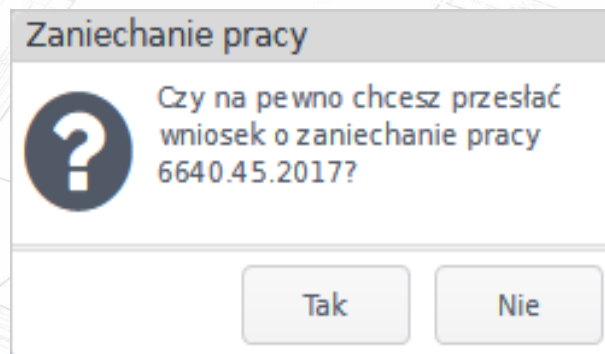 Zaniechanie pracy
Czy na pewno chcesz przesłać
wniosek o zaniechanie pracy
6640.45.2017?
Tak
Nie